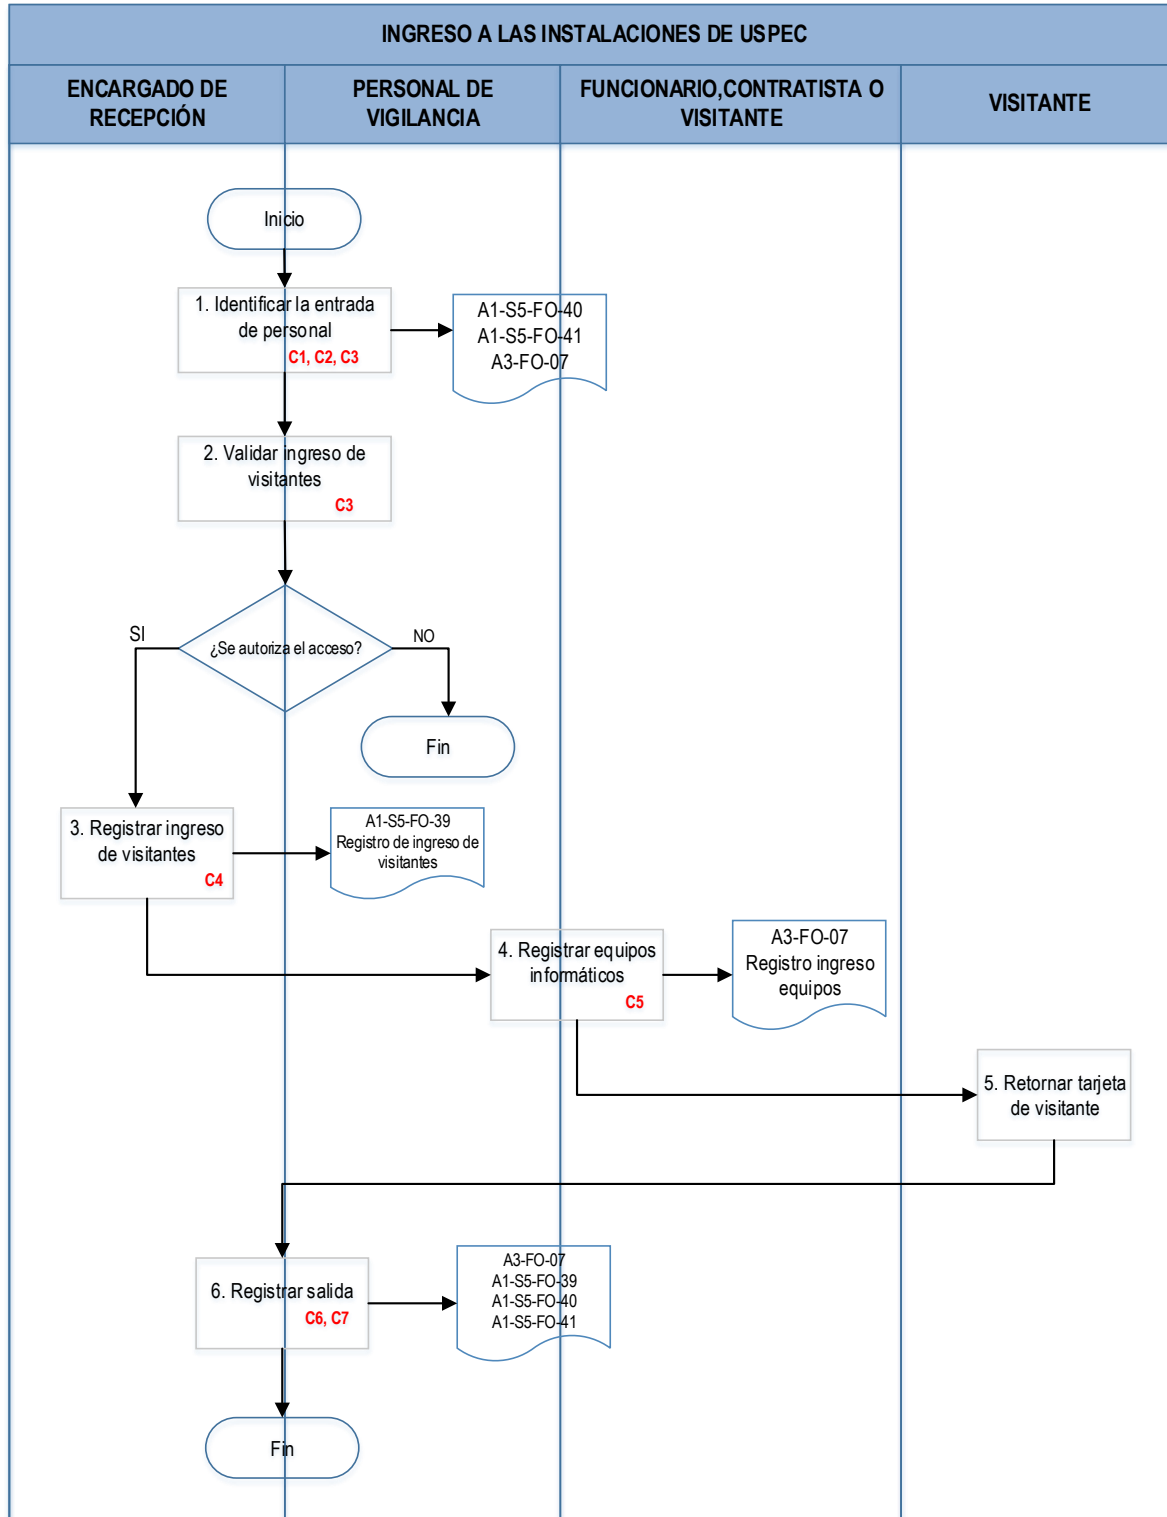 INGRESO A LAS INSTALACIONES DE USPEC
ENCARGADO DE
RECEPCIÓN
PERSONAL DE
VIGILANCIA
FUNCIONARIO,CONTRATISTA O
VISITANTE
VISITANTE
Inicio
1. Identificar la entrada
de personal
C1, C2, C3
A1-S5-FO-40
A1-S5-FO-41
A3-FO-07
2. Validar ingreso de
visitantes
C3
¿Se autoriza el acceso?
SI
NO
Fin
3. Registrar ingreso
de visitantes
C4
A1-S5-FO-39
Registro de ingreso de
visitantes
4. Registrar equipos
informáticos
C5
A3-FO-07
Registro ingreso
equipos
5. Retornar tarjeta
de visitante
6. Registrar salida
C6, C7
A3-FO-07
A1-S5-FO-39
A1-S5-FO-40
A1-S5-FO-41
Fin